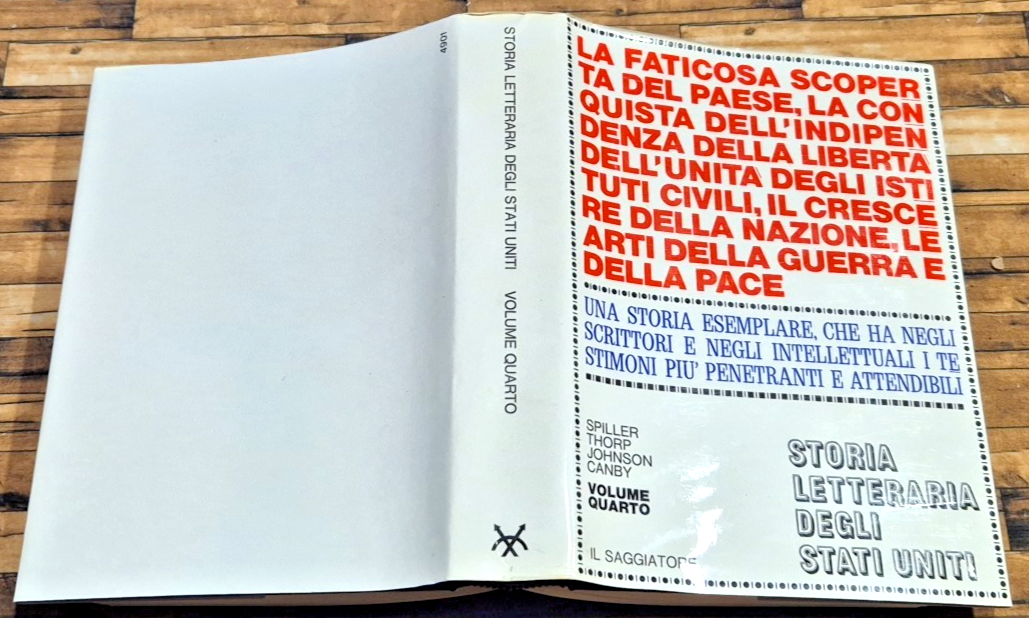 4901
STORIA LETTERARIA DEGLI STATI UNITI VOLUME QUARTO
LA FATICOSA SCOPER
TA DEL PAESE, LA CON
QUISTA DELL'INDIPEN
DENZA DELLA LIBERTA
DELL'UNITA DEGLI ISTI
TUTI CIVILI, IL CRESCE
RE DELLA NAZIONE, LE
ARTI DELLA GUERRA E
DELLA PACE
UNA STORIA ESEMPLARE, CHE HA NEGLI
SCRITTORI E NEGLI INTELLETTUALI I TE
STIMONI PIU' PENETRANTI E ATTENDIBILI
SPILLER
THORP
JOHNSON
CANBY
VOLUME
QUARTO
IL SAGGIATORE
STORIA
LETTERARIA
DEGLI
STATI UNITI